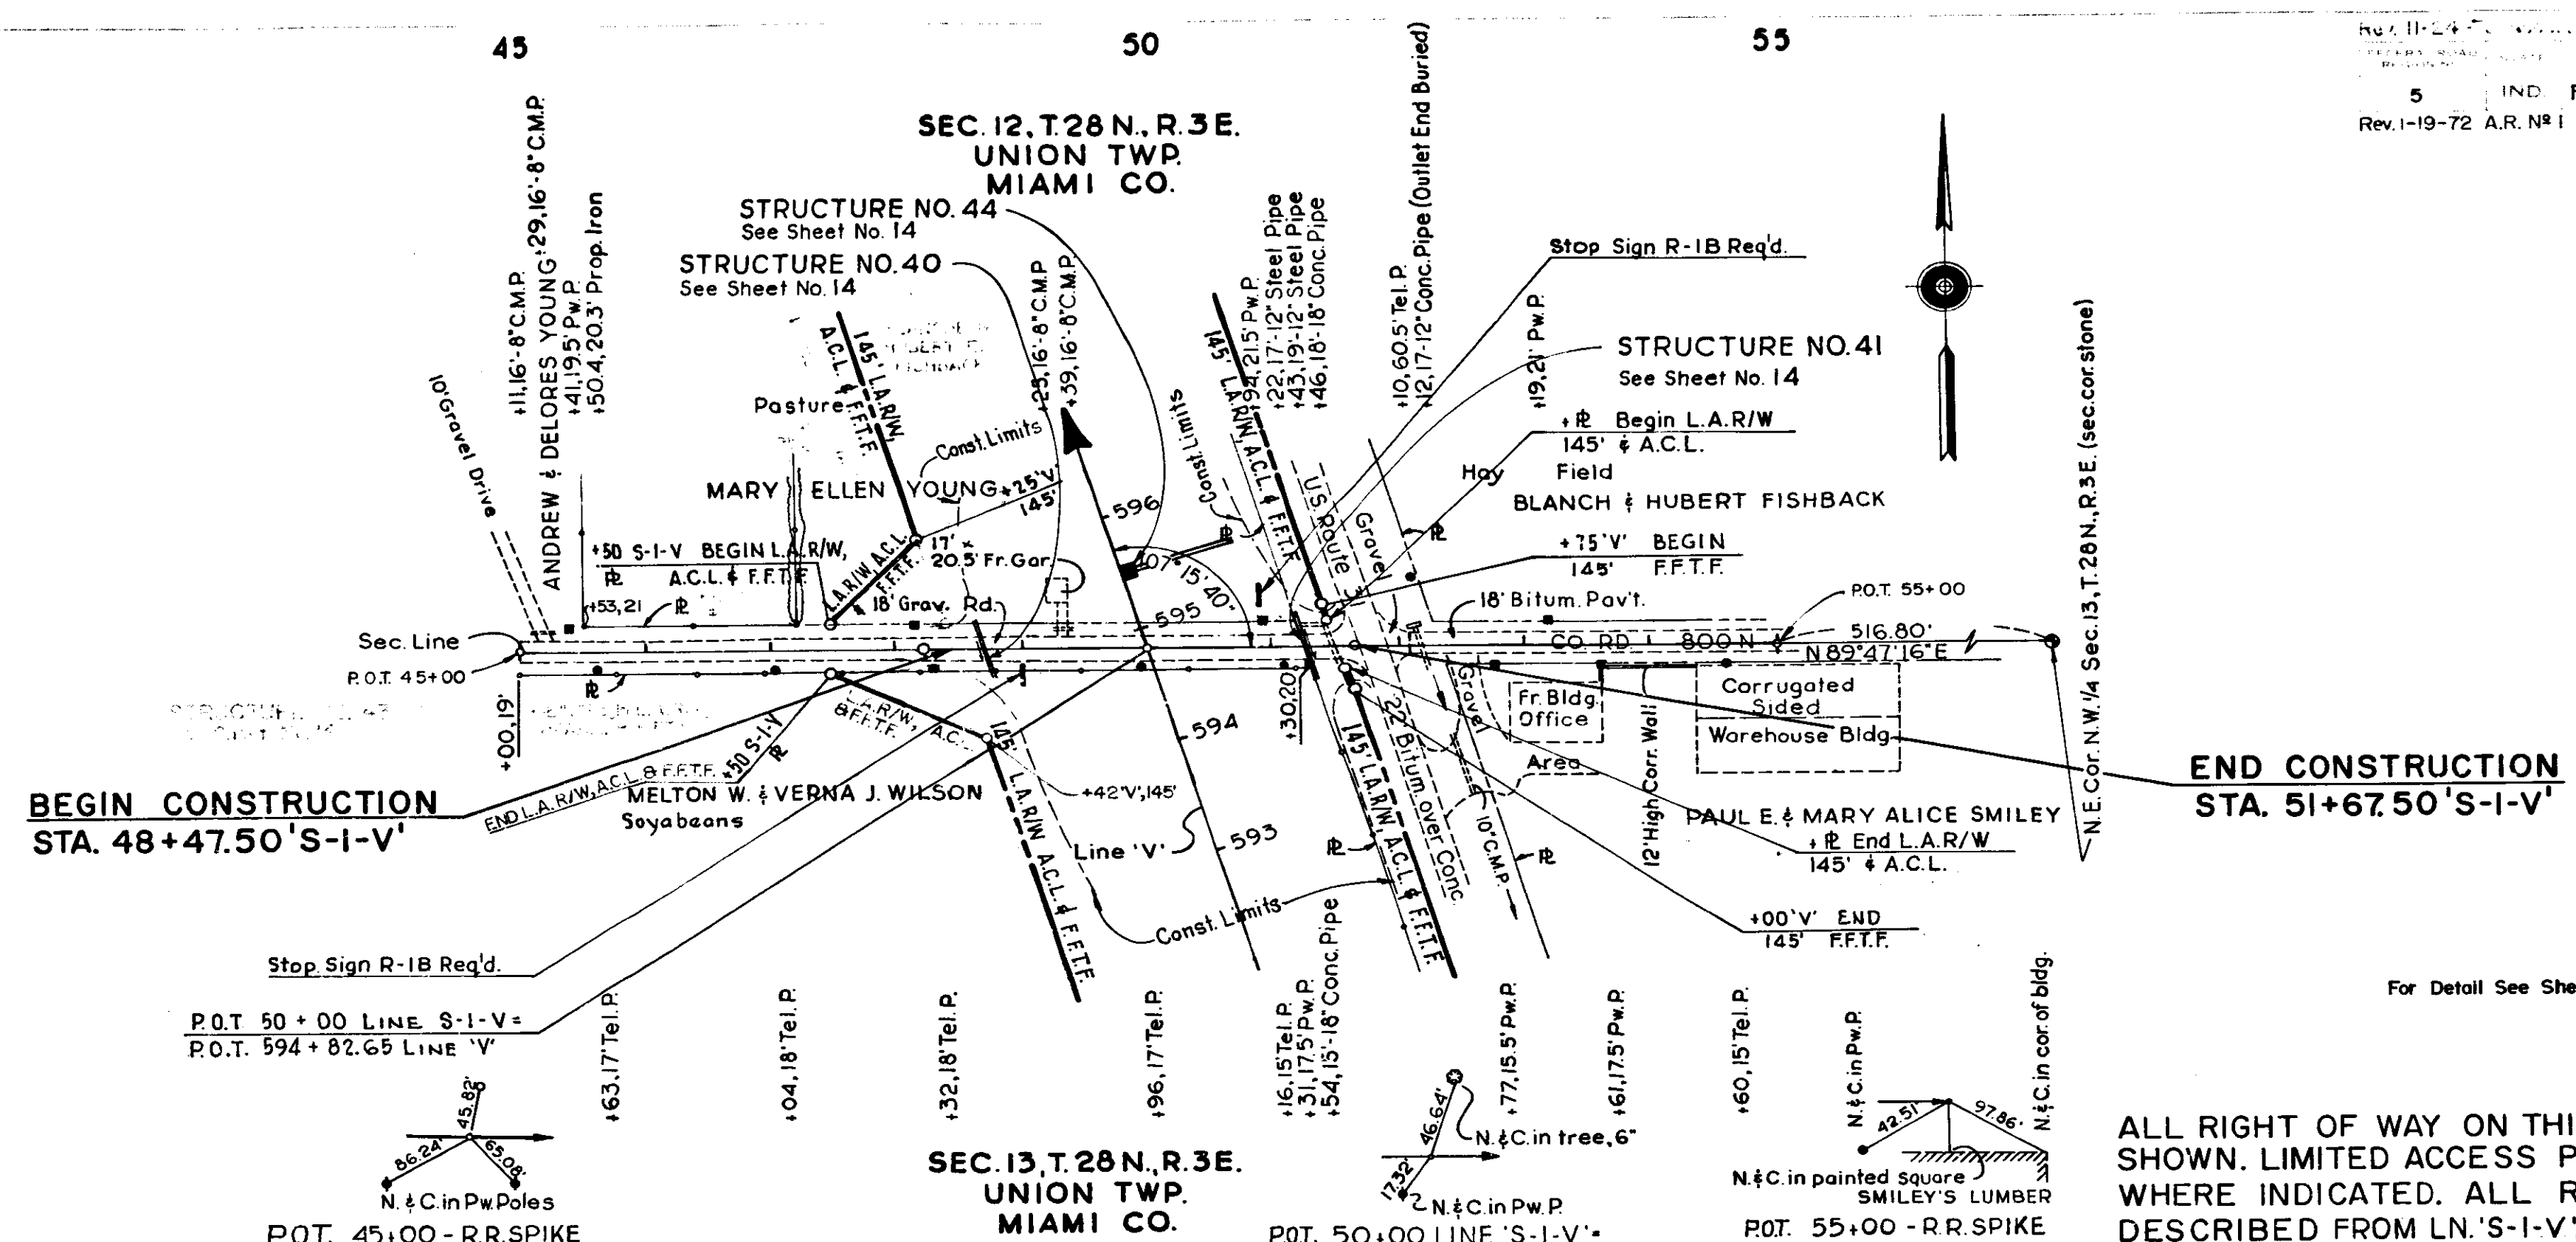 45
50
55
5
IND.
Rev. 1-19-72 A.R. Nº 1
SEC. 12, T.28 N., R.3E.
UNION TWP.
MIAMI CO.
+11,16'-8"C.M.P.
ANDREW & DELORES YOUNG
+29,16'-8"C.M.P.
+41,19.5' Pw.P.
+50.4,20.3' Prop. Iron
STRUCTURE NO. 44
See Sheet No. 14
STRUCTURE NO. 40
See Sheet No. 14
+25,16'-8"C.M.P.
+39,16'-8"C.M.P.
+94,21.5' Pw.P.
+22,17'-12" Steel Pipe
+43,19'-12" Steel Pipe
+46,18'-18" Conc. Pipe
+10,60.5' Tel. P.
+12,17-12" Conc. Pipe (Outlet End Buried)
+19,21' Pw.P.
Stop Sign R-1B Req'd.
STRUCTURE NO. 41
See Sheet No. 14
+ PL Begin L.A.R/W
145' & A.C.L.
Hay Field
BLANCH & HUBERT FISHBACK
+75'V' BEGIN
145' F.F.T.F.
P.O.T. 55+00
N.E. Cor. N.W. 1/4 Sec. 13, T. 28 N., R. 3 E. (sec. cor. stone)
10' Gravel Drive
Pasture
145' L.A.R/W,
A.C.L. & F.F.T.F.
Const. Limits
MARY ELLEN YOUNG
+25'V'
145'
+50 S-I-V BEGIN L.A.R/W,
PL A.C.L. & F.F.T.F.
+53,21
PL
L.A.R/W, A.C.L.
F.F.T.F.
17' x
20.5' Fr. Gar.
18' Grav. Rd.
596
595
594
593
107°15'40"
PL
Const. Limits
145' L.A.R/W, A.C.L. & F.F.T.F.
U.S. Route 31
Gravel
PL
18' Bitum. Pav't.
CO. RD. 800 N
516.80'
N 89°47'16" E
Sec. Line
P.O.T. 45+00
PL
+00,19'
L.A.R/W, A.C.L.
& F.F.T.F.
+50 S-I-V
PL
END L.A.R/W, A.C.L. & F.F.T.F.
BEGIN CONSTRUCTION
STA. 48+47.50 'S-I-V'
MELTON W. & VERNA J. WILSON
Soyabeans
145' L.A.R/W A.C.L. & F.F.T.F.
+42'V',145'
Line 'V'
+30,20'
22' Bitum. over Conc.
145' L.A.R/W, A.C.L. & F.F.T.F.
PL
Const. Limits
Gravel
Area
10" C.M.P.
PL
Fr. Bldg.
Office
12' High Corr. Wall
Corrugated
Sided
Warehouse Bldg.
END CONSTRUCTION
STA. 51+67.50 'S-I-V'
PAUL E. & MARY ALICE SMILEY
+ PL End L.A.R/W
145' & A.C.L.
+00'V' END
145' F.F.T.F.
Stop Sign R-1B Req'd.
P.O.T. 50 + 00 LINE S-I-V =
P.O.T. 594 + 82.65 LINE 'V'
For Detail See She
+63,17' Tel. P.
+04,18' Tel. P.
+32,18' Tel. P.
+96,17' Tel. P.
+16,15' Tel. P.
+31,17.5' Pw. P.
+54,15'-18" Conc. Pipe
+77,15.5' Pw. P.
+61,17.5' Pw. P.
+60,15' Tel. P.
45.82'
86.24'
65.08'
N. & C. in Pw. Poles
P.O.T. 45+00 - R.R. SPIKE
SEC. 13, T. 28 N., R. 3E.
UNION TWP.
MIAMI CO.
46.64'
17.32'
N. & C. in tree, 6"
N. & C. in Pw. P.
P.O.T. 50+00 LINE 'S-I-V' =
N. & C. in Pw. P.
42.51'
97.86'
N. & C. in cor. of bldg.
N. & C. in painted Square
SMILEY'S LUMBER
P.O.T. 55+00 - R.R. SPIKE
ALL RIGHT OF WAY ON THI
SHOWN. LIMITED ACCESS P
WHERE INDICATED. ALL R
DESCRIBED FROM LN. 'S-I-V'